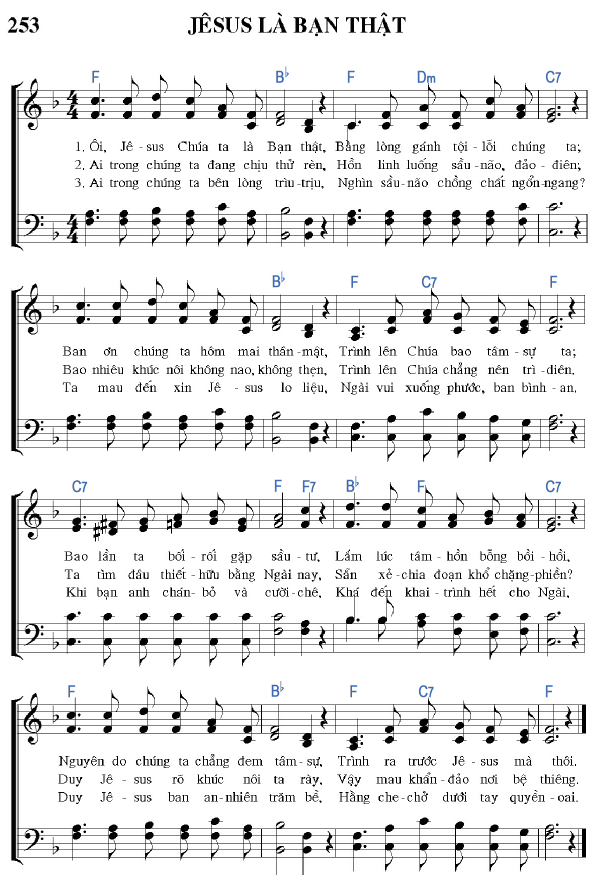 253 JÊSUS LÀ BẠN THẬT
F B♭ F Dm C7
1. Ôi, Jê-sus Chúa ta là Bạn thật, Bằng lòng gánh tội-lỗi chúng ta;
2. Ai trong chúng ta đang chịu thử rèn, Hồn linh luống sầu-não, đảo-điên;
3. Ai trong chúng ta bên lòng trìu-trịu, Nghìn sầu-não chồng chất ngổn-ngang?
B♭ F C7 F
Ban ơn chúng ta hôm mai thân-mật, Trình lên Chúa bao tâm-sự ta;
Bao nhiêu khúc nôi không nao, không thẹn, Trình lên Chúa chẳng nên trì-diên.
Ta mau đến xin Jê-sus lo liệu, Ngài vui xuống phước, ban bình-an.
C7 F F7 B♭ F C7
Bao lần ta bối-rối gặp sầu-tư, Lắm lúc tâm-hồn bỗng bồi-hồi.
Ta tìm đâu thiết-hữu bằng Ngài nay, Sẵn xẻ-chia đoạn khổ chặng-phiền?
Khi bạn anh chán-bỏ và cười-chê, Khá đến khai-trình hết cho Ngài.
F B♭ F C7 F
Nguyên do chúng ta chẳng đem tâm-sự, Trình ra trước Jê-sus mà thôi.
Duy Jê-sus rõ khúc nôi ta rày, Vậy mau khẩn-đảo nơi bệ thiêng.
Duy Jê-sus ban an-nhiên trăm bề, Hằng che-chở dưới tay quyền-oai.